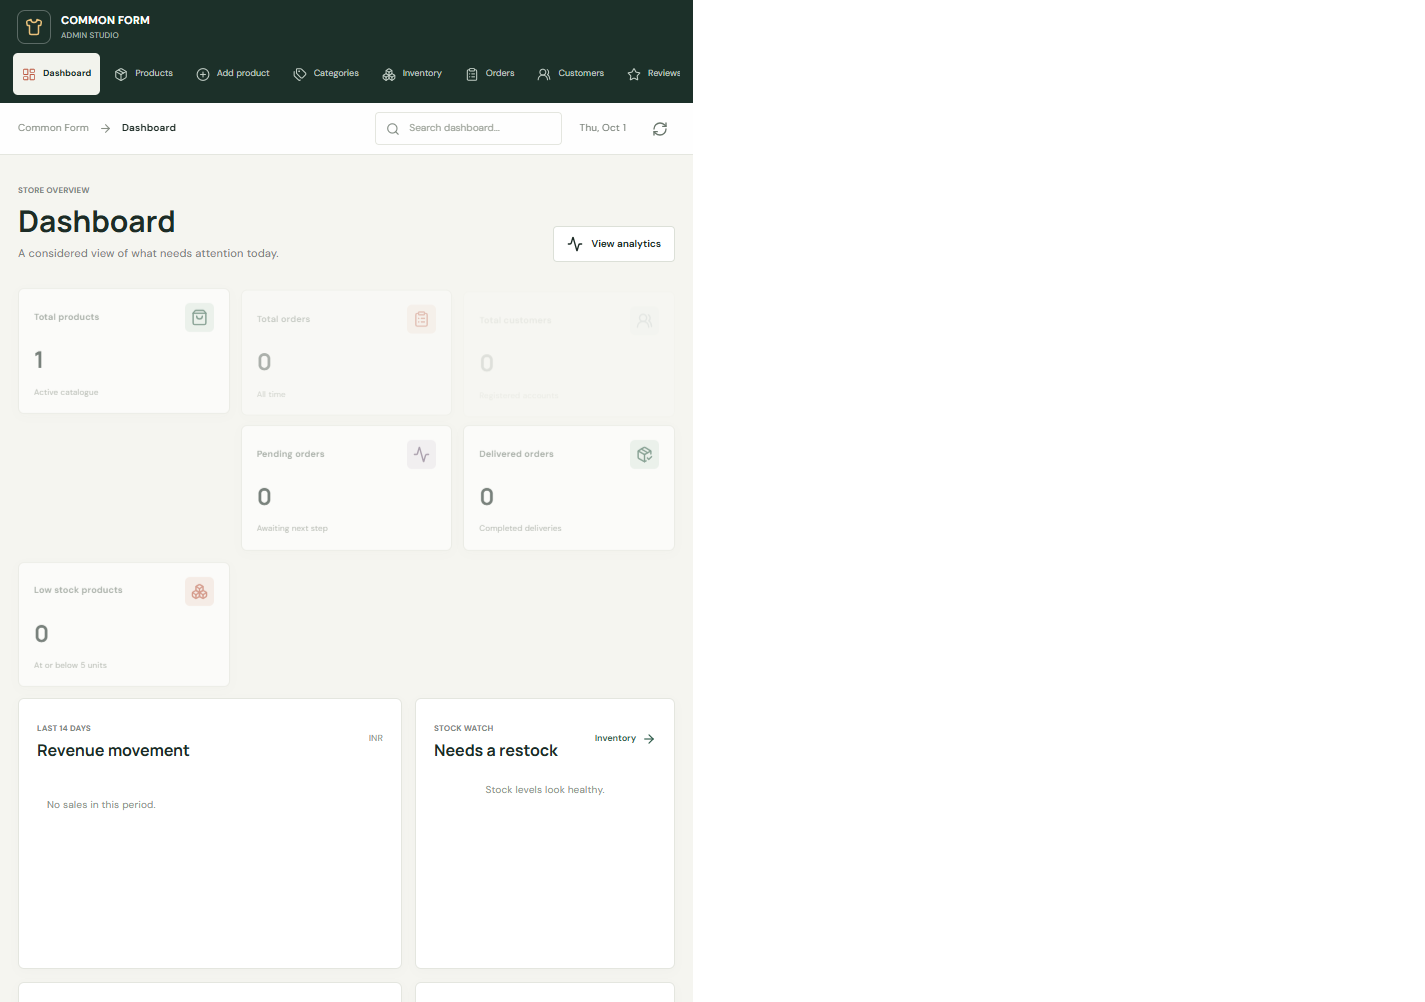 COMMON FORM
ADMIN STUDIO
Dashboard
Products
Add product
Categories
Inventory
Orders
Customers
Reviews
Common Form
Dashboard
Search dashboard...
Thu, Oct 1
STORE OVERVIEW
Dashboard
A considered view of what needs attention today.
View analytics
Total products
1
Active catalogue
Total orders
0
All time
Total customers
0
Registered accounts
Pending orders
0
Awaiting next step
Delivered orders
0
Completed deliveries
Low stock products
0
At or below 5 units
LAST 14 DAYS
Revenue movement
INR
No sales in this period.
STOCK WATCH
Needs a restock
Inventory
Stock levels look healthy.